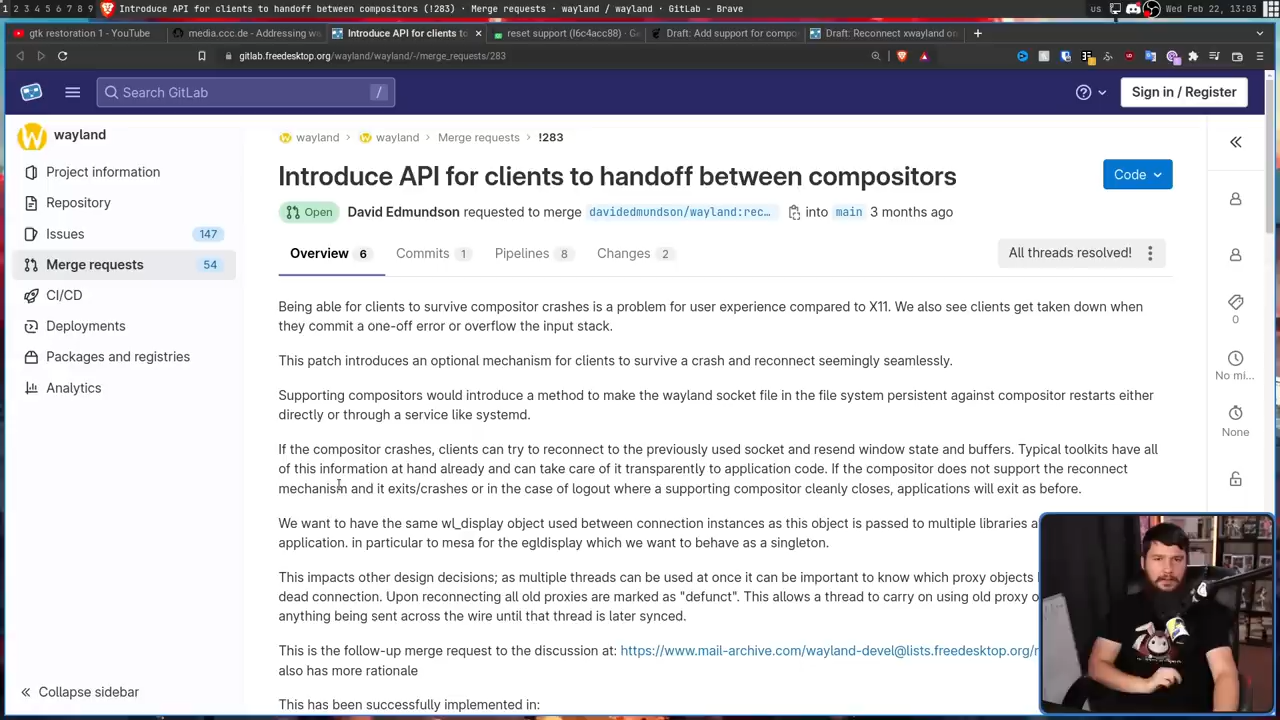 1 2 3 4 5 6 7 8 9
Introduce API for clients to handoff between compositors (!283) · Merge requests · wayland / wayland · GitLab - Brave
us
Wed Feb 22, 13:03
gtk restoration 1 - YouTube
media.ccc.de - Addressing w
Introduce API for clients to
reset support (!6c4acc88) · G
Draft: Add support for compo
Draft: Reconnect xwayland on
gitlab.freedesktop.org/wayland/wayland/-/merge_requests/283
Search GitLab
/
Sign in / Register
wayland
Project information
Repository
Issues 147
Merge requests 54
CI/CD
Deployments
Packages and registries
Analytics
Collapse sidebar
wayland > wayland > Merge requests > !283
Introduce API for clients to handoff between compositors
Code
Open David Edmundson requested to merge davidedmundson/wayland:rec... into main 3 months ago
Overview 6 Commits 1 Pipelines 8 Changes 2
All threads resolved!
Being able for clients to survive compositor crashes is a problem for user experience compared to X11. We also see clients get taken down when
they commit a one-off error or overflow the input stack.
This patch introduces an optional mechanism for clients to survive a crash and reconnect seemingly seamlessly.
Supporting compositors would introduce a method to make the wayland socket file in the file system persistent against compositor restarts either
directly or through a service like systemd.
If the compositor crashes, clients can try to reconnect to the previously used socket and resend window state and buffers. Typical toolkits have all
of this information at hand already and can take care of it transparently to application code. If the compositor does not support the reconnect
mechanism and it exits/crashes or in the case of logout where a supporting compositor cleanly closes, applications will exit as before.
We want to have the same wl_display object used between connection instances as this object is passed to multiple libraries a
application. in particular to mesa for the egldisplay which we want to behave as a singleton.
This impacts other design decisions; as multiple threads can be used at once it can be important to know which proxy objects
dead connection. Upon reconnecting all old proxies are marked as "defunct". This allows a thread to carry on using old proxy o
anything being sent across the wire until that thread is later synced.
This is the follow-up merge request to the discussion at: https://www.mail-archive.com/wayland-devel@lists.freedesktop.org/
also has more rationale
This has been successfully implemented in:
0
No mi...
None